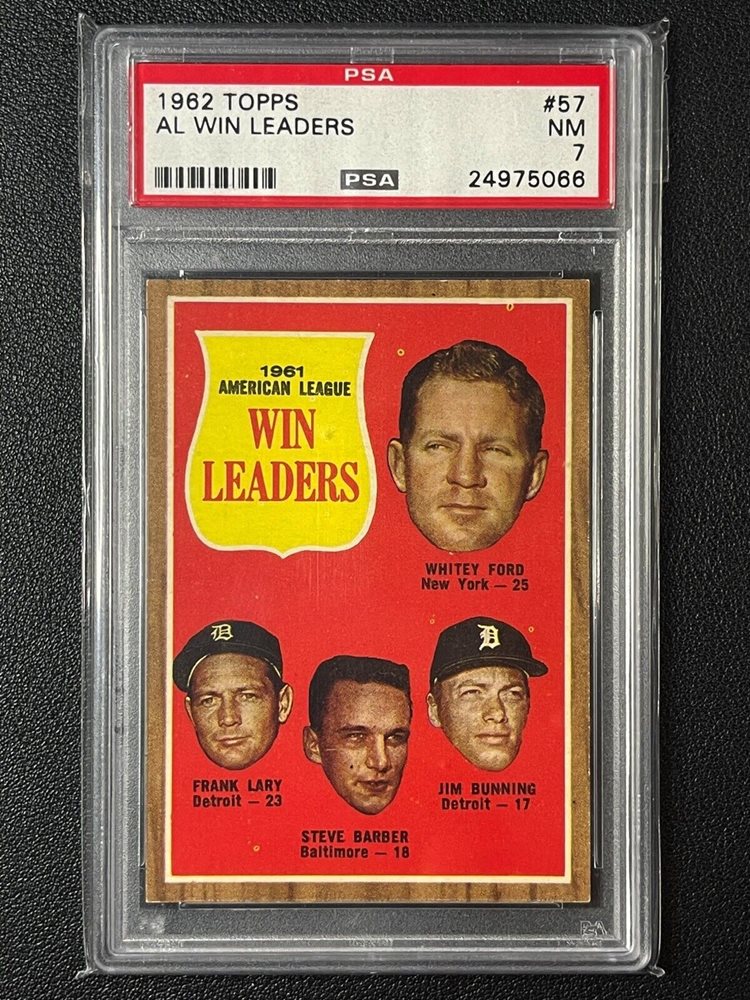 PSA
1962 TOPPS #57
AL WIN LEADERS NM
7
PSA 24975066
1961
AMERICAN LEAGUE
WIN
LEADERS
WHITEY FORD
New York — 25
D
D
FRANK LARY
Detroit — 23
JIM BUNNING
Detroit — 17
STEVE BARBER
Baltimore — 18
PSA